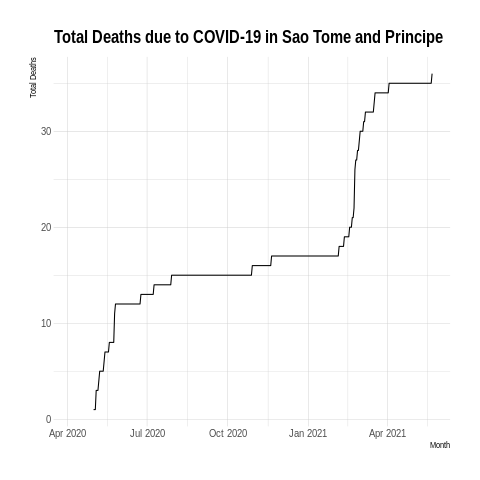 Total Deaths due to COVID-19 in Sao Tome and Principe
Total Deaths
30
20
10
0
Apr 2020 Jul 2020 Oct 2020 Jan 2021 Apr 2021
Month